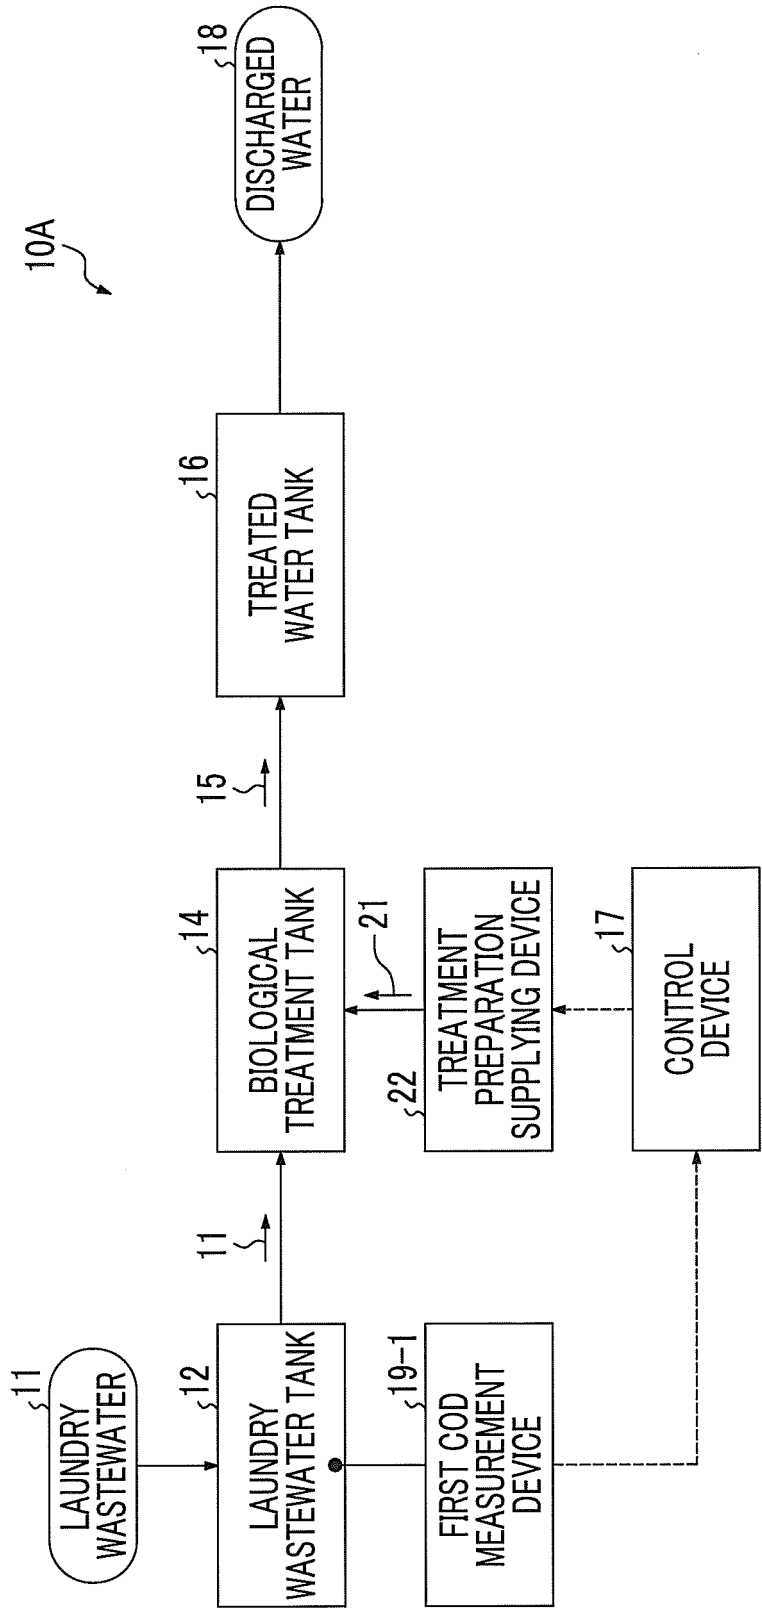 10A
11
LAUNDRY
WASTEWATER
12
LAUNDRY
WASTEWATER TANK
11
14
BIOLOGICAL
TREATMENT TANK
15
16
TREATED
WATER TANK
18
DISCHARGED
WATER
19-1
FIRST COD
MEASUREMENT
DEVICE
22
TREATMENT
PREPARATION
SUPPLYING DEVICE
21
17
CONTROL
DEVICE